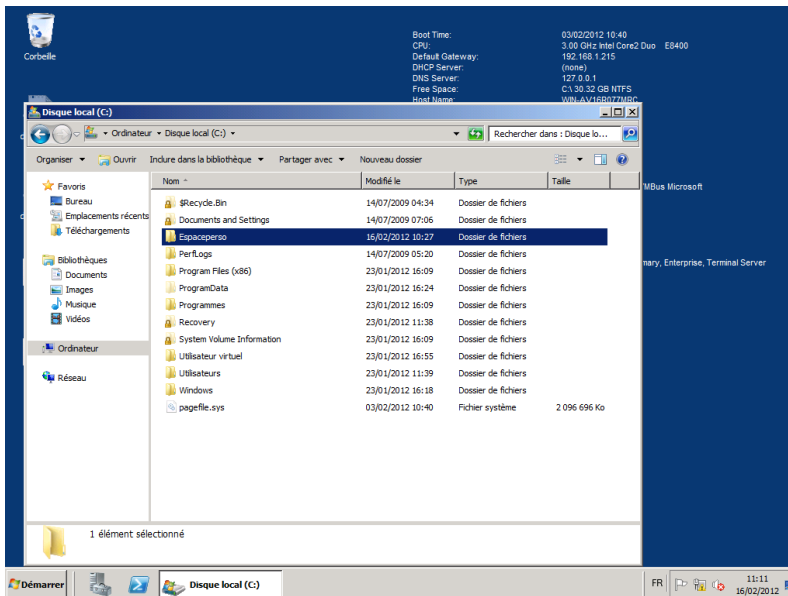 Corbeille
Boot Time: 03/02/2012 10:40
CPU: 3.00 GHz Intel Core2 Duo E8400
Default Gateway: 192.168.1.215
DHCP Server: (none)
DNS Server: 127.0.0.1
Free Space: C:\ 30.32 GB NTFS
Host Name: WIN-AV16R077MRC
Disque local (C:)
Ordinateur Disque local (C:)
Rechercher dans : Disque lo...
Organiser Ouvrir Indure dans la bibliothèque Partager avec Nouveau dossier
Favoris
Bureau
Emplacements récents
Téléchargements
Bibliothèques
Documents
Images
Musique
Vidéos
Ordinateur
Réseau
Nom Modifié le Type Taille
$Recycle.Bin 14/07/2009 04:34 Dossier de fichiers
Documents and Settings 14/07/2009 07:06 Dossier de fichiers
Espaceperso 16/02/2012 10:27 Dossier de fichiers
PerfLogs 14/07/2009 05:20 Dossier de fichiers
Program Files (x86) 23/01/2012 16:09 Dossier de fichiers
ProgramData 23/01/2012 16:24 Dossier de fichiers
Programmes 23/01/2012 16:09 Dossier de fichiers
Recovery 23/01/2012 11:38 Dossier de fichiers
System Volume Information 23/01/2012 16:09 Dossier de fichiers
Utilisateur virtuel 23/01/2012 16:55 Dossier de fichiers
Utilisateurs 23/01/2012 11:39 Dossier de fichiers
Windows 23/01/2012 16:18 Dossier de fichiers
pagefile.sys 03/02/2012 10:40 Fichier système 2 096 696 Ko
MBus Microsoft
Enterprise, Terminal Server
1 élément sélectionné
Démarrer
Disque local (C:)
FR
11:11
16/02/2012